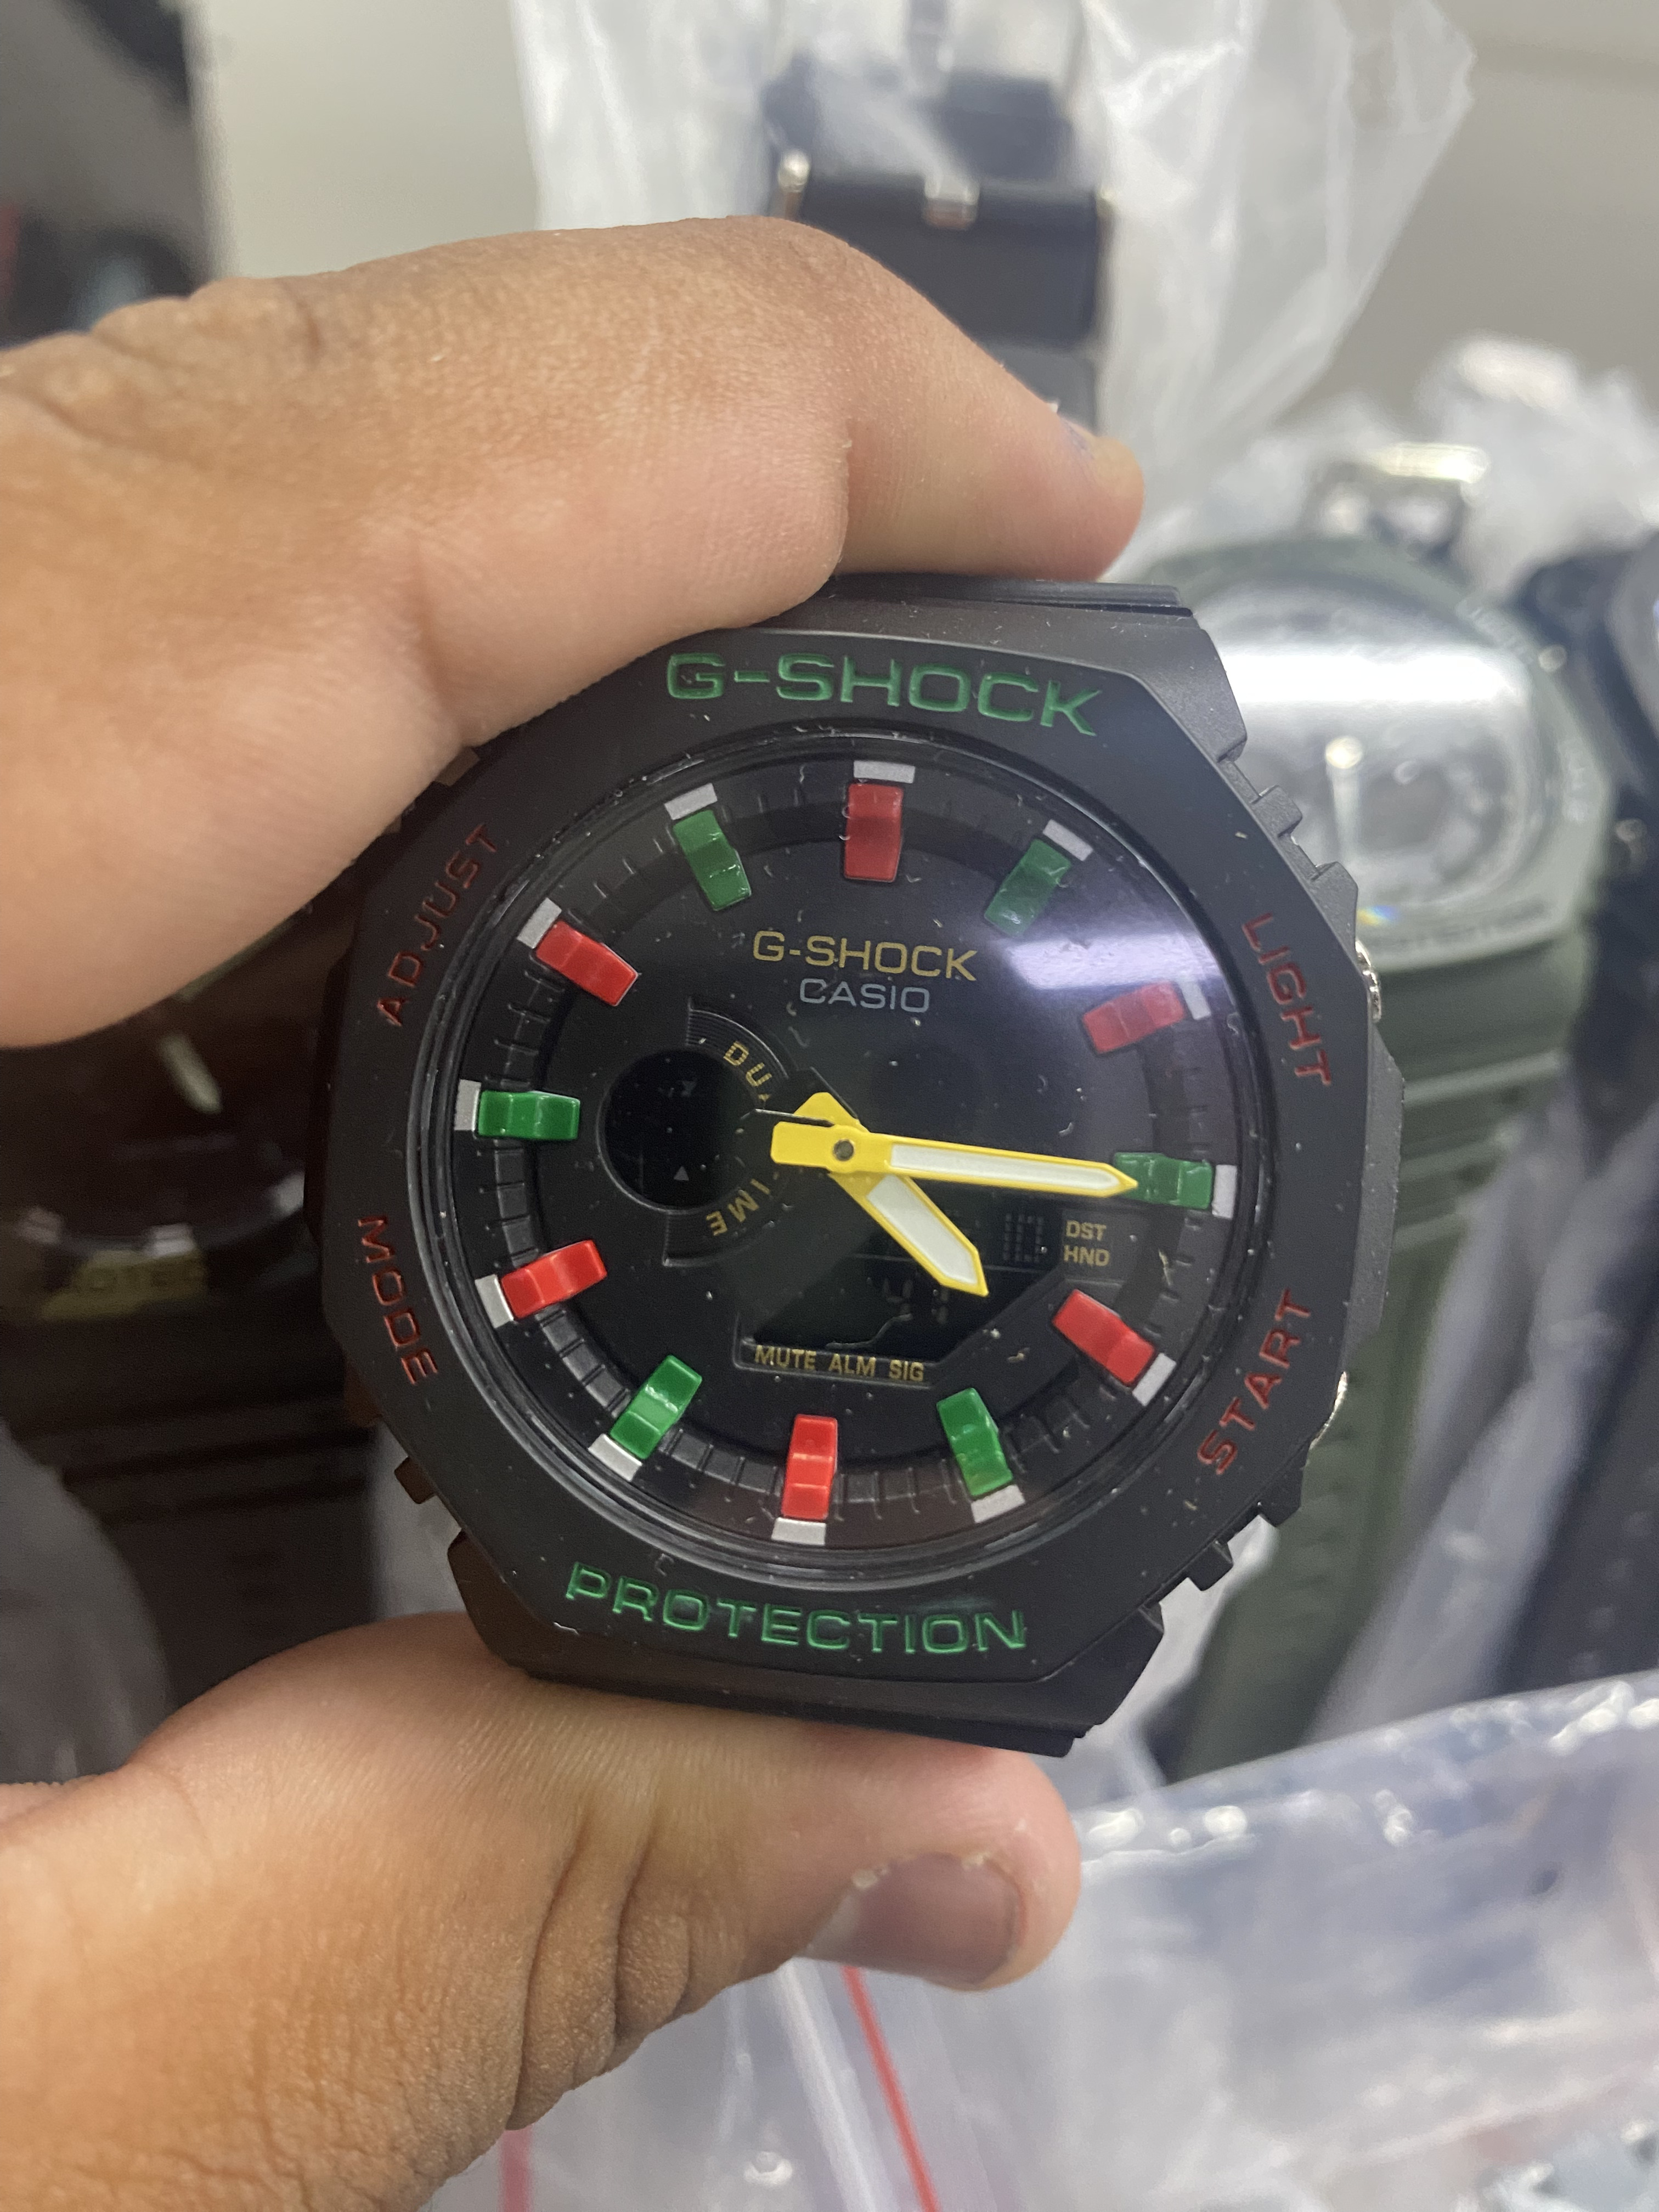 G-SHOCK
ADJUST
LIGHT
G-SHOCK
CASIO
DST
HND
MUTE ALM SIG
MODE
START
PROTECTION